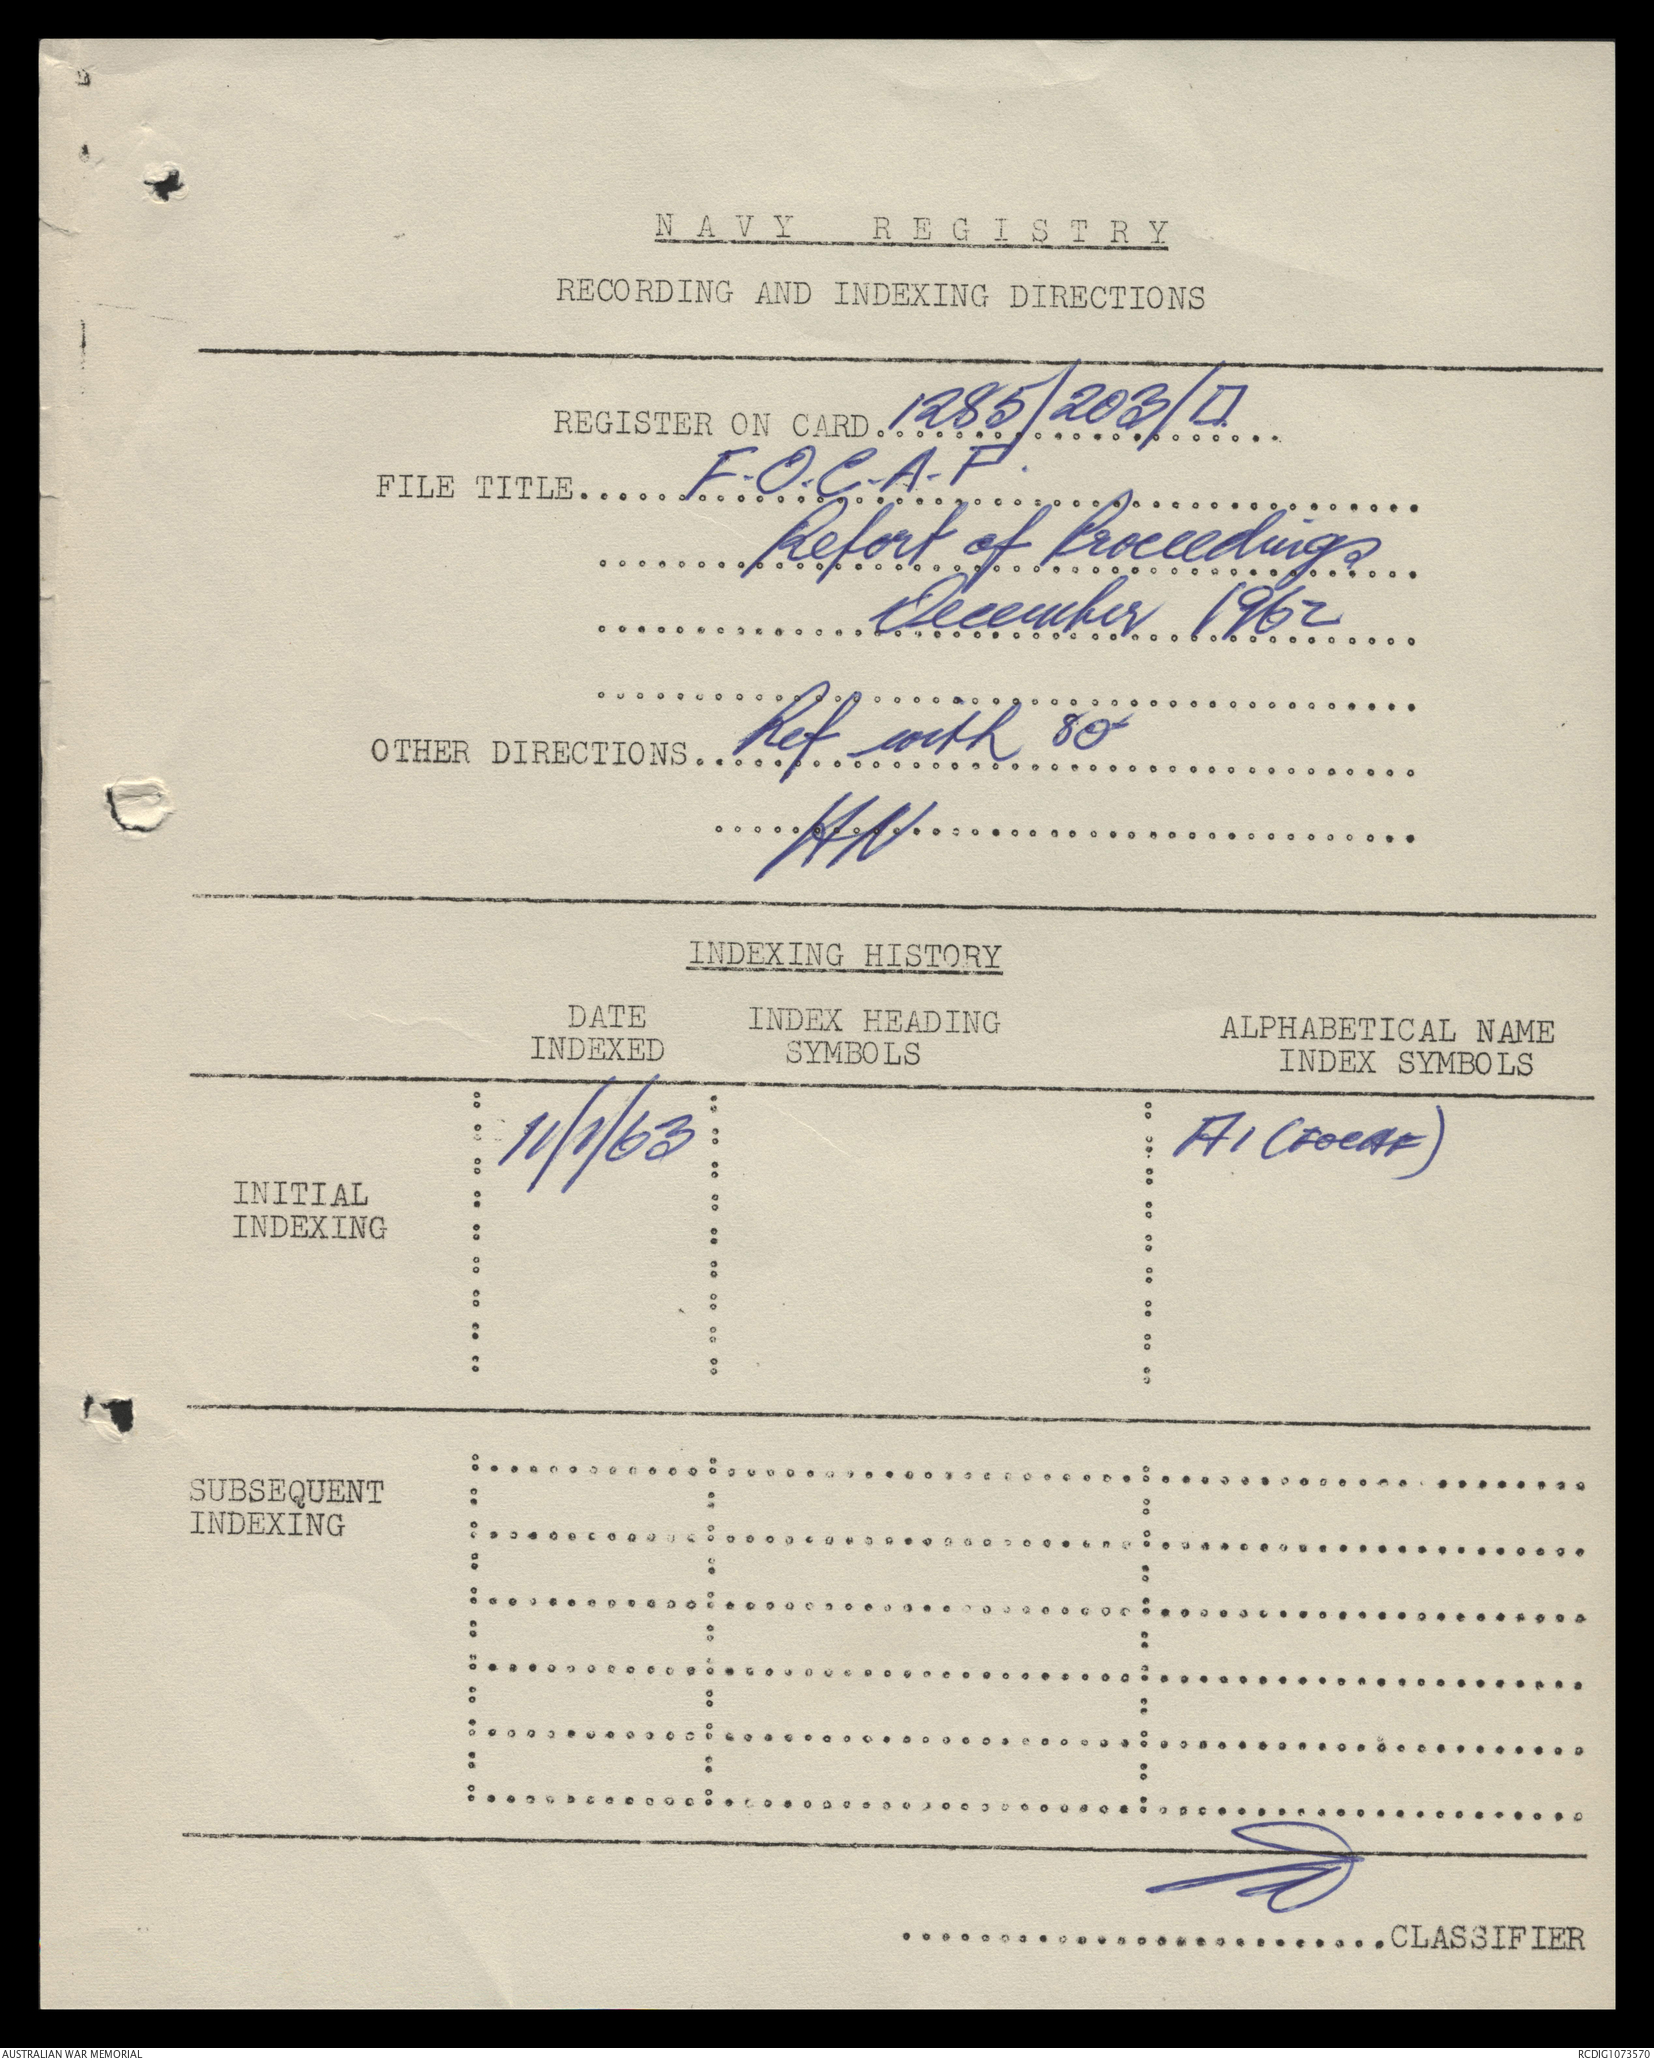 NAVY REGISTRY
RECORDING AND INDEXING DIRECTIONS
REGISTER ON CARD 1285/203/
FILE TITLE F.O.C.A.F.
Report of Proceedings
December 1962
OTHER DIRECTIONS Ref with 80
INDEXING HISTORY
DATE INDEX HEADING ALPHABETICAL NAME
INDEXED SYMBOLS INDEX SYMBOLS
11/1/63 A1 (FOCAF)
INITIAL
INDEXING
SUBSEQUENT
INDEXING
CLASSIFIER
AUSTRALIAN WAR MEMORIAL RCDIG1073570